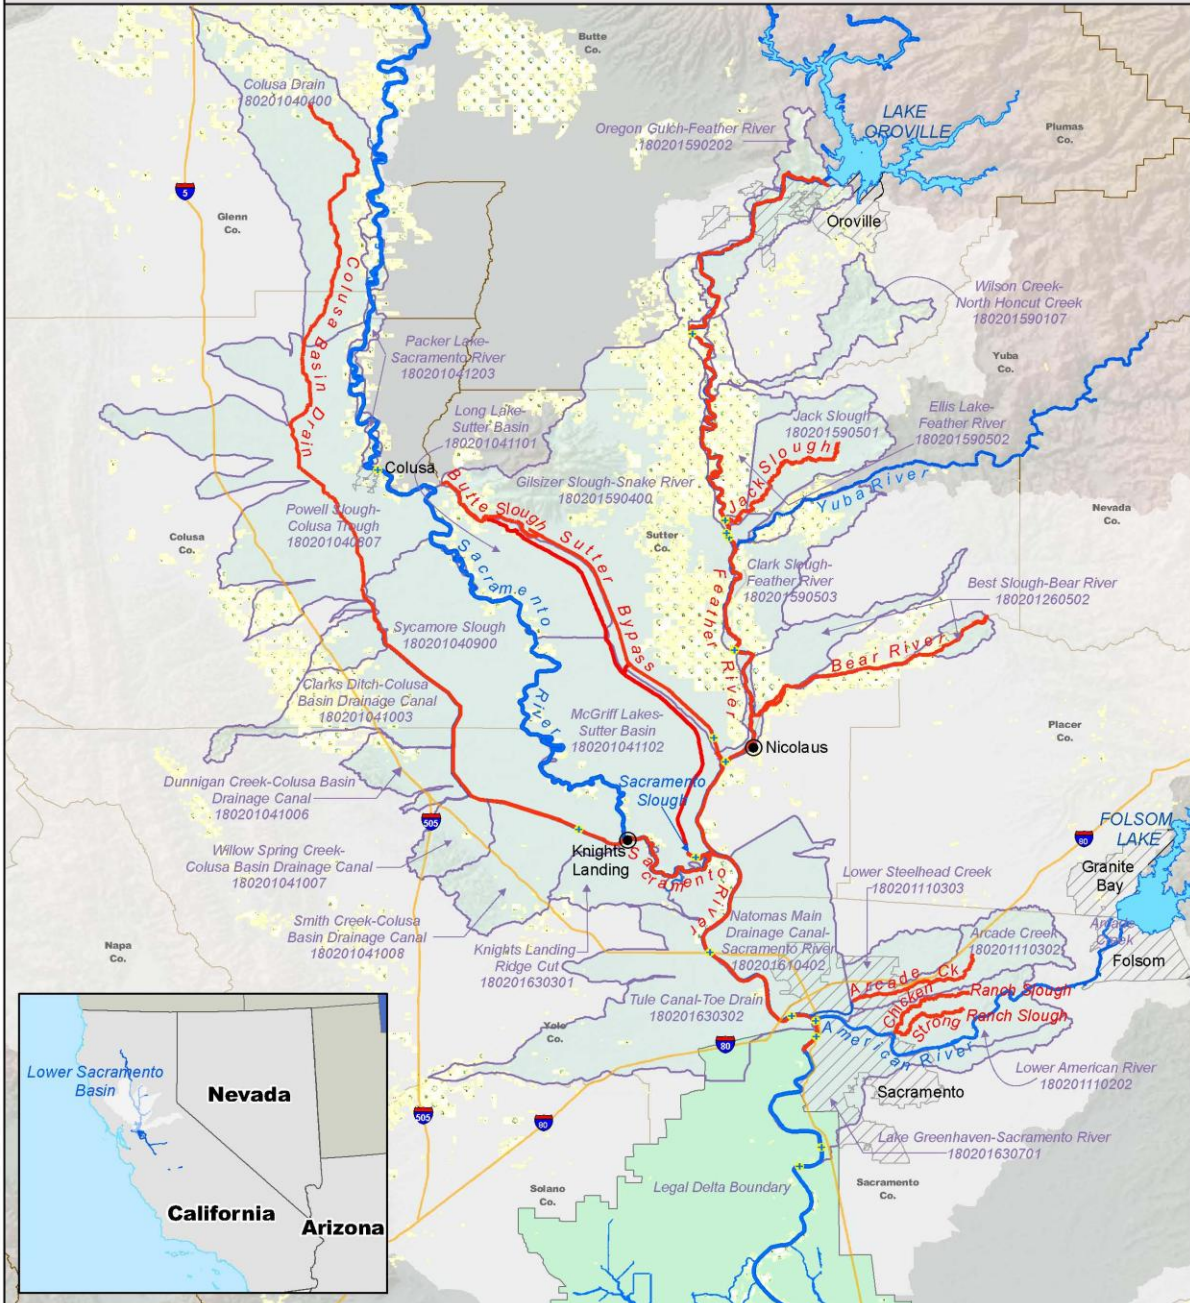 Butte
Co.
Colusa Drain
180201040400
LAKE
OROVILLE
Plumas
Co.
Oregon Gulch-Feather River
180201590202
5
Glenn
Co.
Oroville
Colusa Basin Drain
Wilson Creek-
North Honcut Creek
180201590107
Packer Lake-
Sacramento River
180201041203
Yuba
Co.
Long Lake-
Sutter Basin
180201041101
Jack Slough
180201590501
Ellis Lake-
Feather River
180201590502
Colusa
Jack Slough
Gilsizer Slough-Snake River
180201590400
Butte Slough
Sutter Bypass
Yuba River
Powell Slough-
Colusa Trough
180201040807
Colusa
Co.
Sutter
Co.
Nevada
Co.
Sacramento River
Feather River
Clark Slough-
Feather River
180201590503
Best Slough-Bear River
180201260502
Sycamore Slough
180201040900
Bear River
Clarks Ditch-Colusa
Basin Drainage Canal
180201041003
McGriff Lakes-
Sutter Basin
180201041102
Placer
Co.
Nicolaus
Dunnigan Creek-Colusa Basin
Drainage Canal
180201041006
Sacramento
Slough
505
FOLSOM
LAKE
80
Willow Spring Creek-
Colusa Basin Drainage Canal
180201041007
Knights
Landing
Sacramento River
Granite
Bay
Lower Steelhead Creek
180201110303
Smith Creek-Colusa
Basin Drainage Canal
180201041008
Knights Landing
Ridge Cut
180201630301
Natomas Main
Drainage Canal-
Sacramento River
180201610402
Arcade Creek
180201110302
Arcade
Creek
Folsom
Napa
Co.
Arcade Ck
Chicken
Ranch Slough
Strong Ranch Slough
Tule Canal-Toe Drain
180201630302
Yolo
Co.
80
American River
Lower American River
180201110202
Sacramento
505
80
Lake Greenhaven-Sacramento River
180201630701
Solano
Co.
Legal Delta Boundary
Sacramento
Co.
Lower Sacramento
Basin
Nevada
California
Arizona